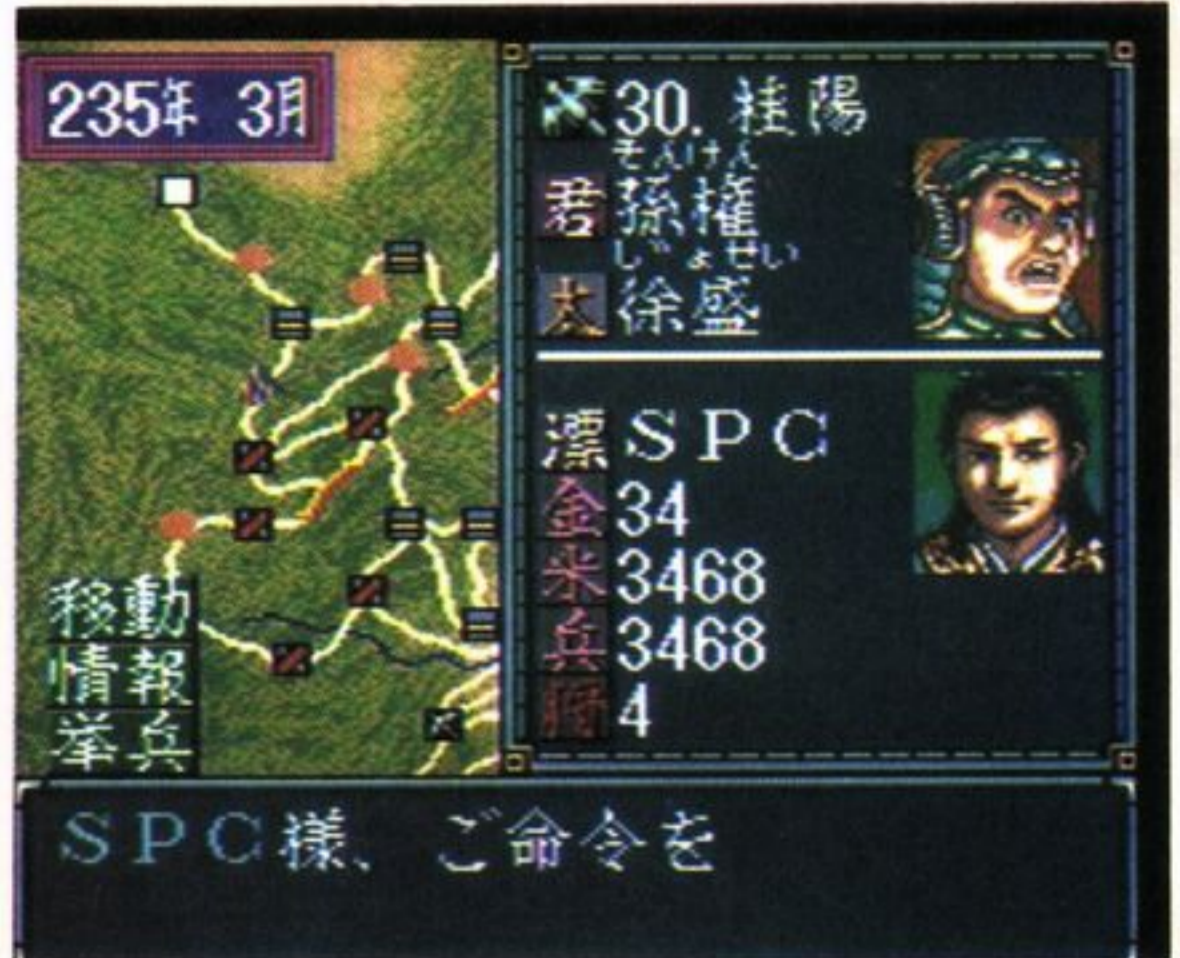 235年 3月
30. 桂陽
そんけん
君 孫権
じょせい
太 徐盛
漂 SPC
金 34
米 3468
兵 3468
将 4
移動
情報
挙兵
SPC様、ご命令を